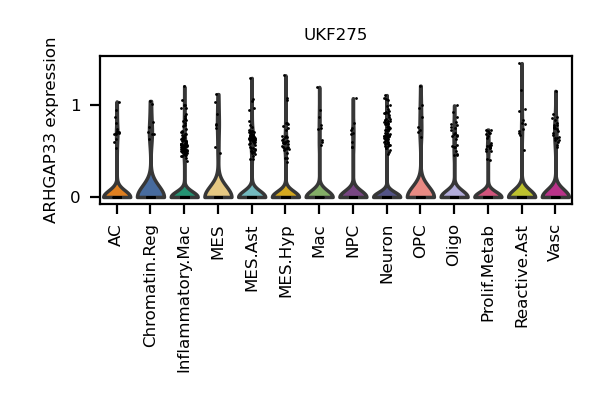 UKF275
ARHGAP33 expression
1
0
AC
Chromatin.Reg
Inflammatory.Mac
MES
MES.Ast
MES.Hyp
Mac
NPC
Neuron
OPC
Oligo
Prolif.Metab
Reactive.Ast
Vasc